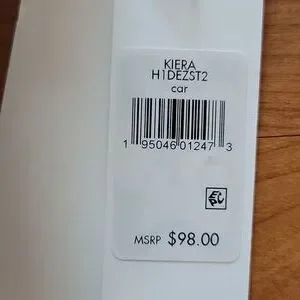 KIERA
H1DEZST2
car
1 95046 01247 3
MSRP $98.00